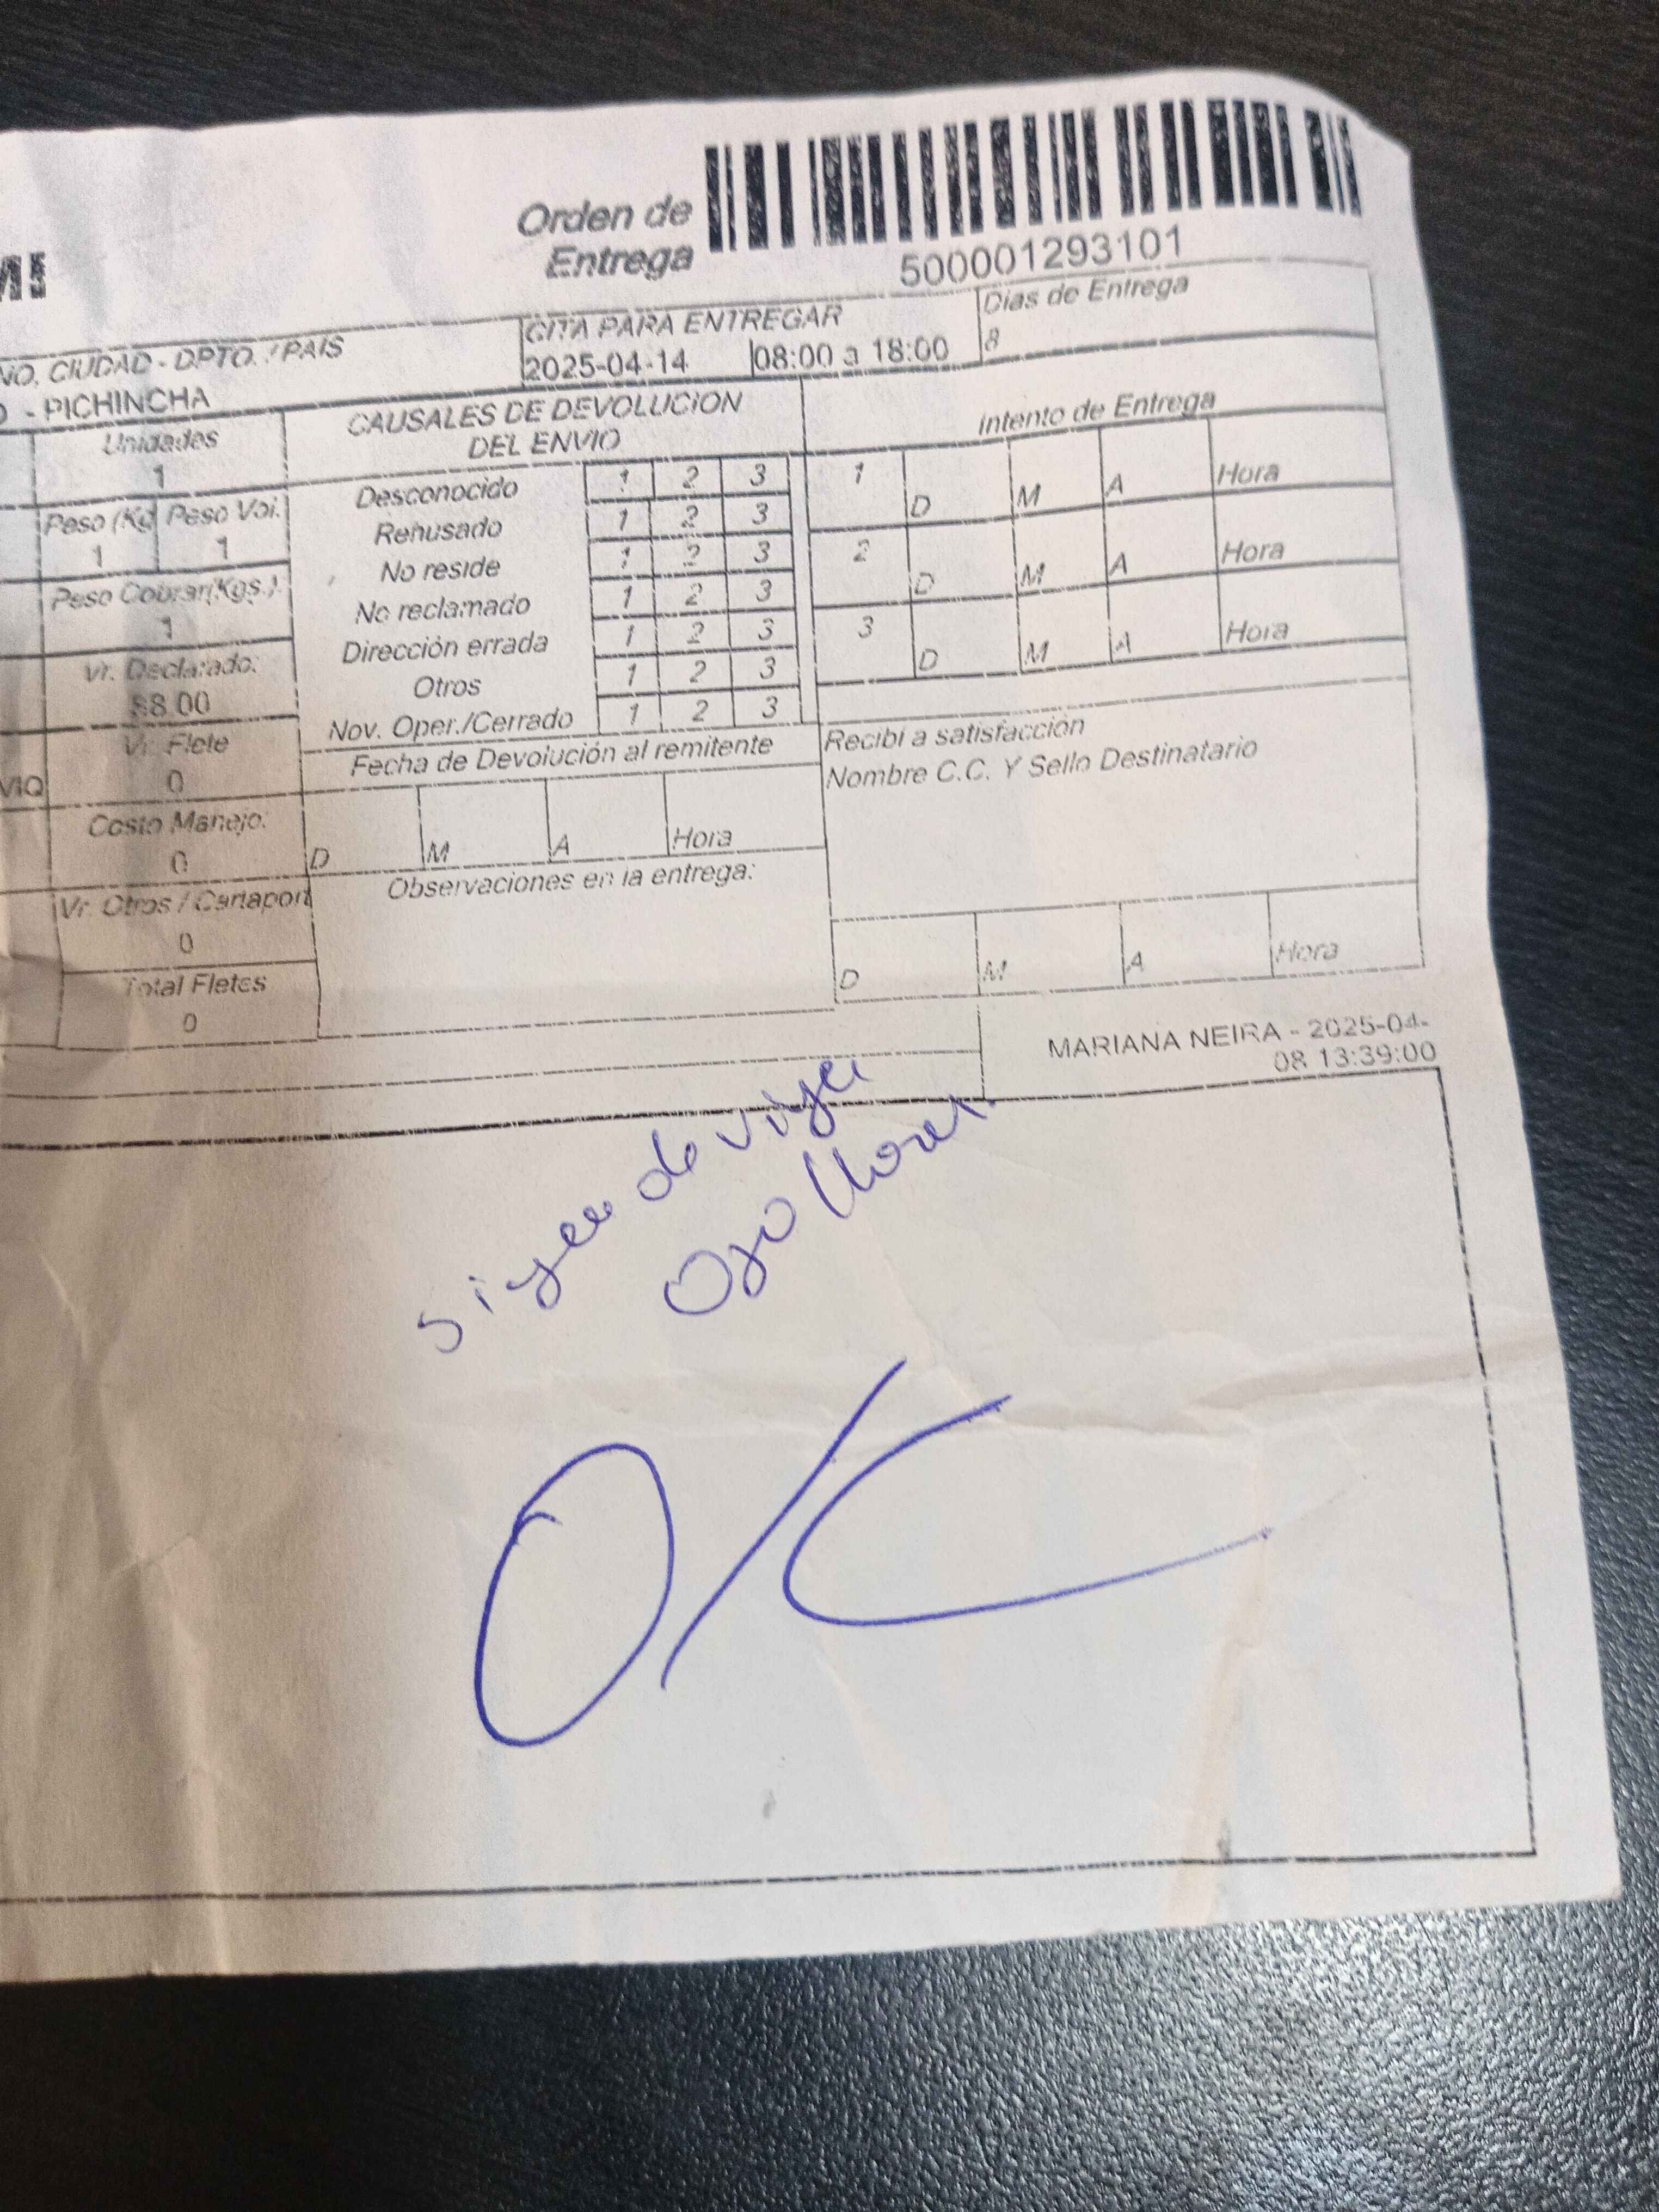 Orden de
Entrega
500001293101
NO. CIUDAD - DPTO. / PAIS
CITA PARA ENTREGAR
Dias de Entrega
2025-04-14
08:00 a 18:00
8
- PICHINCHA
Unidades
1
CAUSALES DE DEVOLUCION
DEL ENVIO
Intento de Entrega
Peso (Kg
Peso Vol.
1
1
Desconocido 1 2 3
Rehusado 1 2 3
No reside 1 2 3
No reclamado 1 2 3
Dirección errada 1 2 3
Otros 1 2 3
Nov. Oper./Cerrado 1 2 3
1 D M A Hora
2 D M A Hora
3 D M A Hora
Peso Cobrar(Kgs.).
1
Vr. Declarado:
$8.00
Vr. Flete
0
Costo Manejo:
0
Vr. Otros / Cartaport
0
Total Fletes
0
Fecha de Devolución al remitente
D M A Hora
Observaciones en la entrega:
Recibí a satisfacción
Nombre C.C. Y Sello Destinatario
D M A Hora
MARIANA NEIRA - 2025-04-
08 13:39:00
siguen de viaje
Ojo
OK